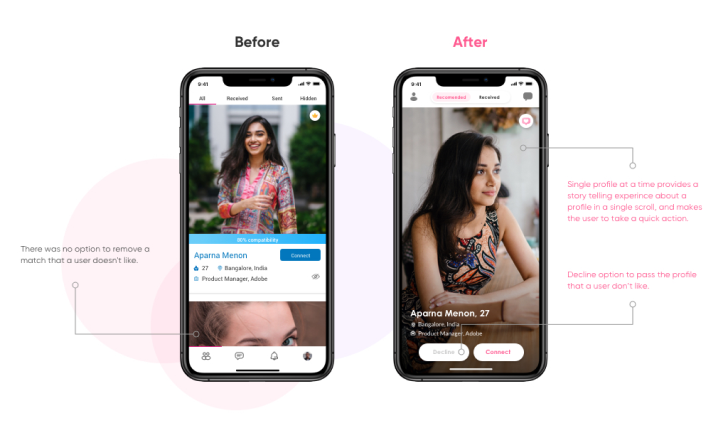 Before
After
9:41
All Received Sent Hidden
36% compatibility
Aparna Menon
Connect
27 Bangalore, India
Product Manager, Adobe
There was no option to remove a
match that a user doesn't like.
9:41
Recomended Received
Aparna Menon, 27
Bangalore, India
Product Manager, Adobe
Decline Connect
Single profile at a time provides a
story telling experince about a
profile in a single scroll, and makes
the user to take a quick action.
Decline option to pass the profile
that a user don't like.